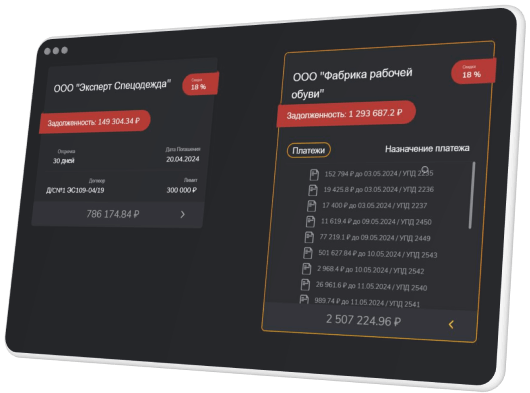 ООО "Эксперт Спецодежда"
Скидка
18 %
Задолженность: 149 304.34 ₽
Отсрочка
30 дней
Дата Погашения
20.04.2024
Договор
Д/С№1 ЭС109-04/19
Лимит
300 000 ₽
786 174.84 ₽
ООО "Фабрика рабочей
обуви"
Скидка
18 %
Задолженность: 1 293 687.2 ₽
Платежи
Назначение платежа
152 794 ₽ до 03.05.2024 / УПД 2235
19 425.8 ₽ до 03.05.2024 / УПД 2236
17 400 ₽ до 03.05.2024 / УПД 2237
11 619.4 ₽ до 09.05.2024 / УПД 2450
77 219.1 ₽ до 09.05.2024 / УПД 2449
501 627.84 ₽ до 10.05.2024 / УПД 2543
2 968.4 ₽ до 10.05.2024 / УПД 2542
26 961.6 ₽ до 11.05.2024 / УПД 2540
989.74 ₽ до 11.05.2024 / УПД 2541
2 507 224.96 ₽